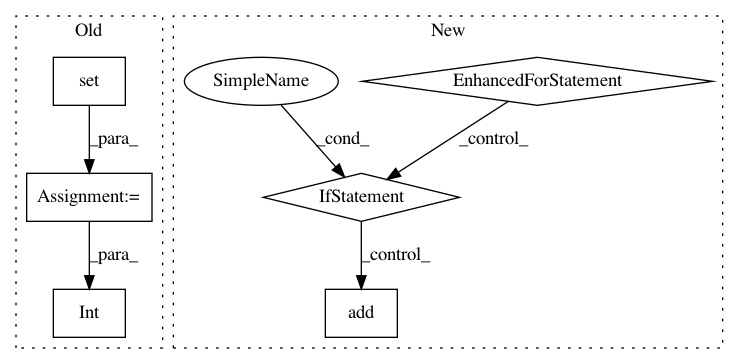 Old
New
set
SimpleName
EnhancedForStatement
_para_
_cond_
_control_
Assignment:=
IfStatement
_para_
_control_
Int
add